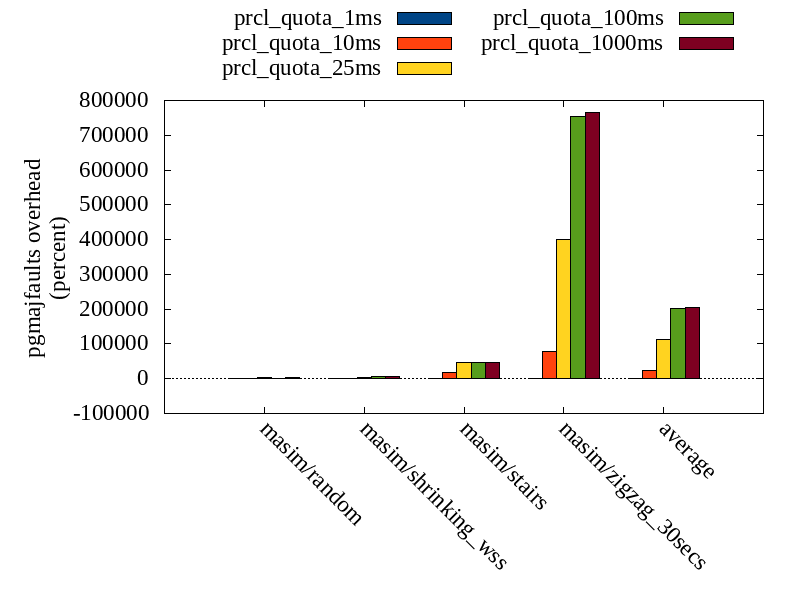 prcl_quota_1ms
prcl_quota_10ms
prcl_quota_25ms
prcl_quota_100ms
prcl_quota_1000ms
pgmajfaults overhead
(percent)
800000
700000
600000
500000
400000
300000
200000
100000
0
-100000
masim/random
masim/shrinking_wss
masim/stairs
masim/zigzag_30secs
average